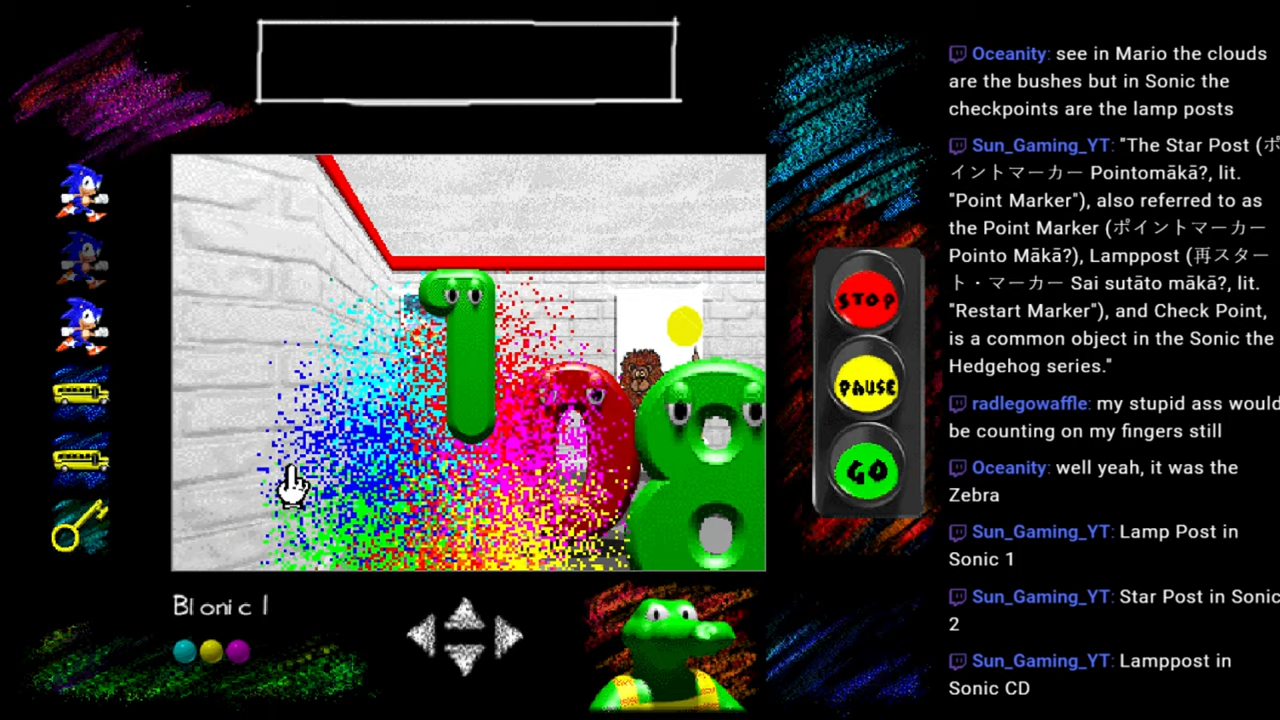 STOP
PAUSE
GO
Blonic1
Oceanity: see in Mario the clouds
are the bushes but in Sonic the
checkpoints are the lamp posts
Sun_Gaming_YT: "The Star Post (ポ
イントマーカー Pointomākā?, lit.
"Point Marker"), also referred to as
the Point Marker (ポイントマーカー
Pointo Mākā?), Lamppost (再スター
ト・マーカー Sai sutāto mākā?, lit.
"Restart Marker"), and Check Point,
is a common object in the Sonic the
Hedgehog series."
radlegowaffle: my stupid ass would
be counting on my fingers still
Oceanity: well yeah, it was the
Zebra
Sun_Gaming_YT: Lamp Post in
Sonic 1
Sun_Gaming_YT: Star Post in Sonic
2
Sun_Gaming_YT: Lamppost in
Sonic CD